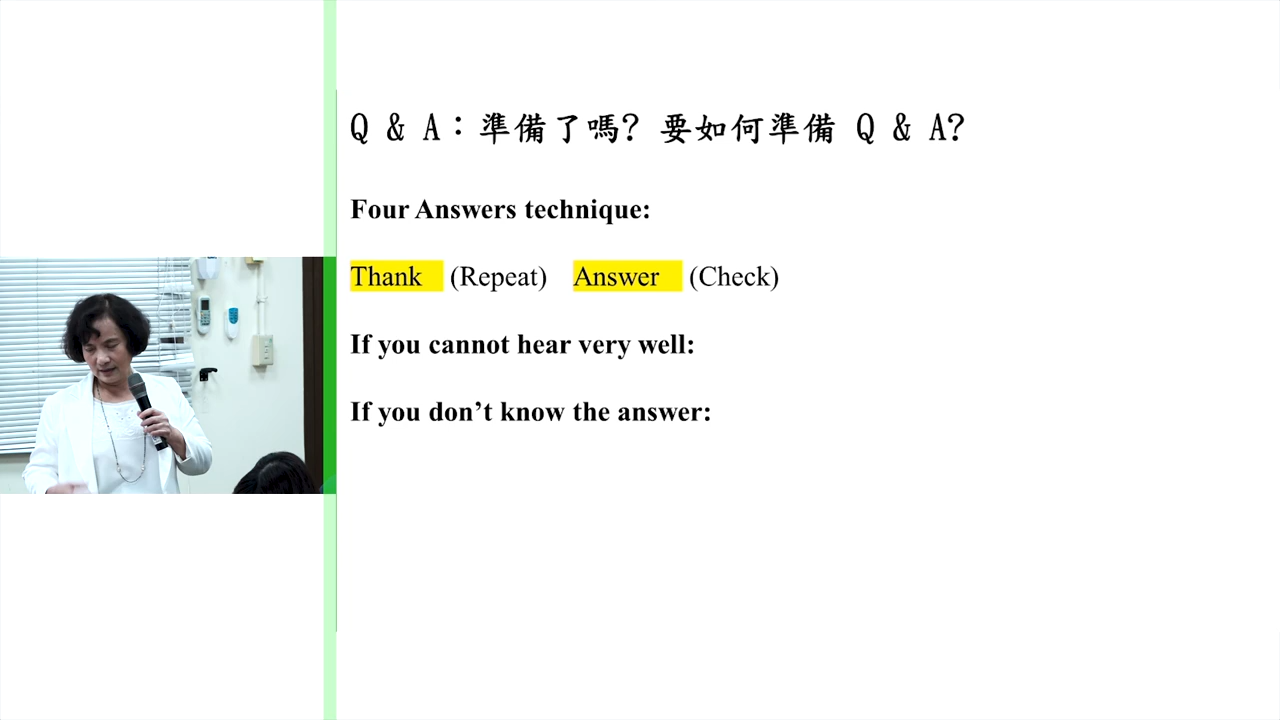 Q & A：準備了嗎? 要如何準備 Q & A?
Four Answers technique:
Thank (Repeat) Answer (Check)
If you cannot hear very well:
If you don’t know the answer: